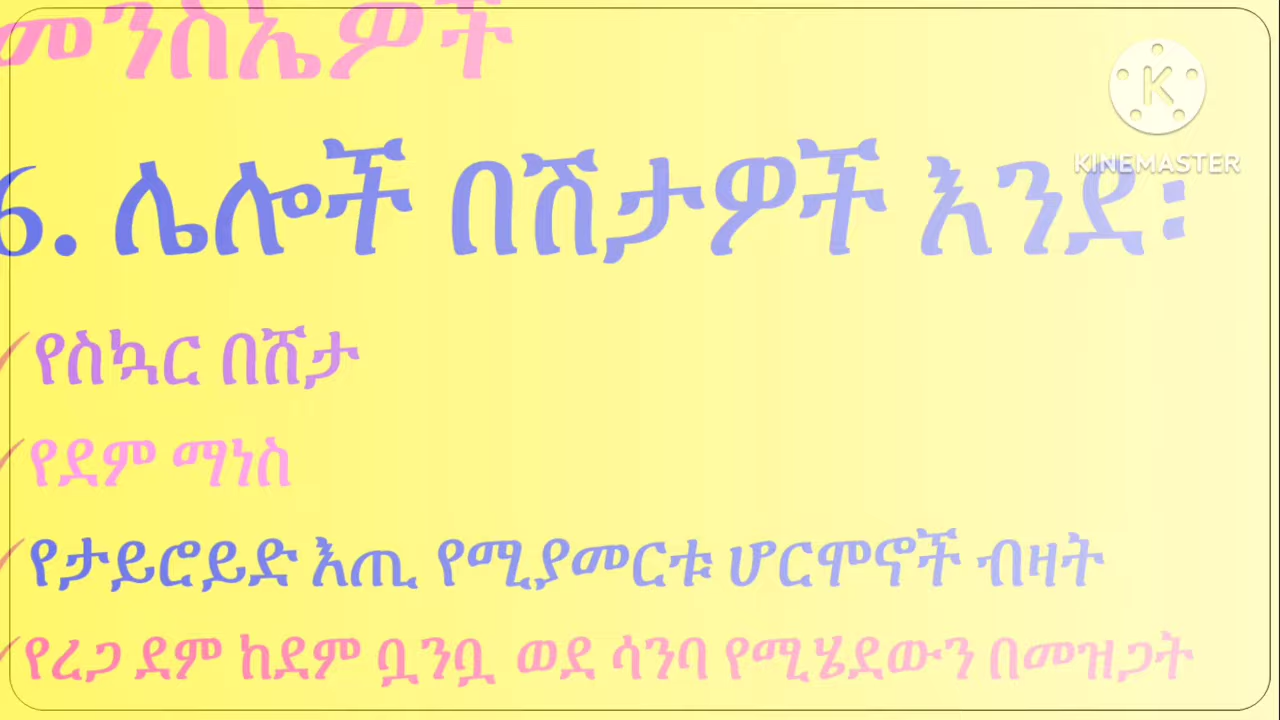 መንስኤዎች
6. ሌሎች በሽታዎች እንደ፡
✓የስኳር በሽታ
✓የደም ማነስ
✓የታይሮይድ እጢ የሚያመርቱ ሆርሞኖች ብዛት
✓የረጋ ደም ከደም ቧንቧ ወደ ሳንባ የሚሄደውን በመዝጋት
KINEMASTER